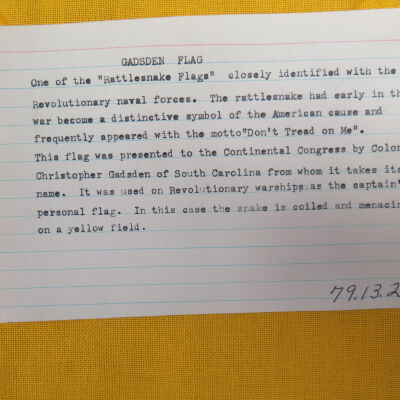 GADSDEN FLAG
One of the "Rattlesnake Flags" closely identified with the
Revolutionary naval forces. The rattlesnake had early in th
war become a distinctive symbol of the American cause and
frequently appeared with the motto"Don't Tread on Me".
This flag was presented to the Continental Congress by Colon
Christopher Gadsden of South Carolina from whom it takes its
name. It was used on Revolutionary warships as the captain'
personal flag. In this case the snake is coiled and menacin
on a yellow field.
79.13.2